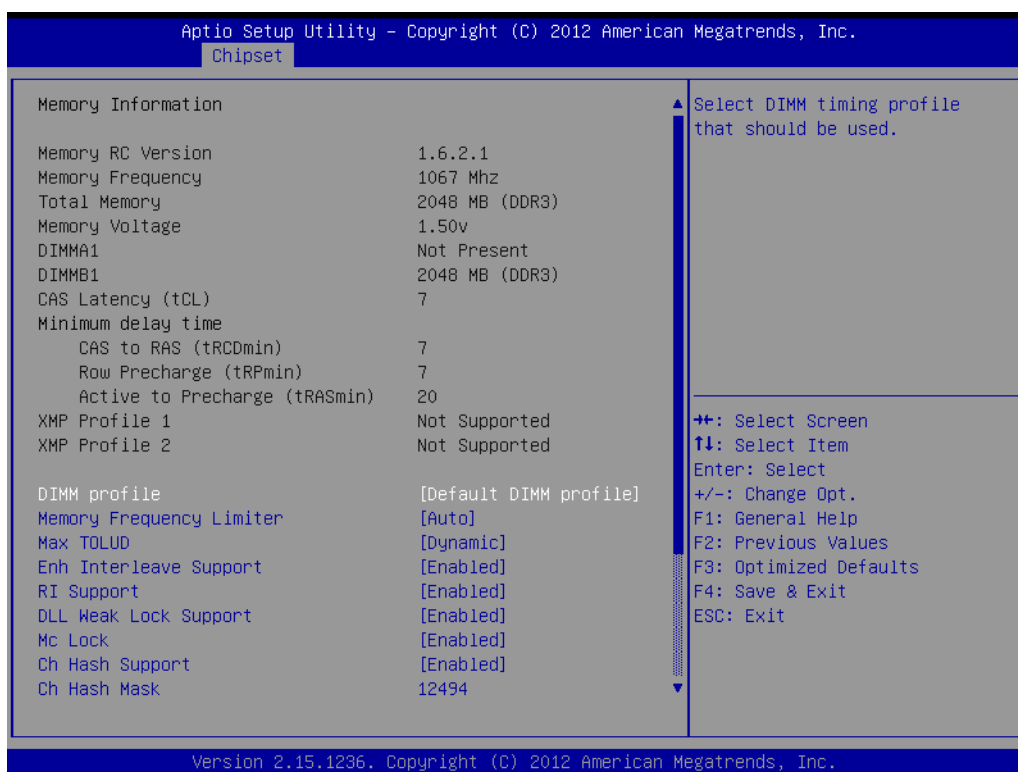 Aptio Setup Utility – Copyright (C) 2012 American Megatrends, Inc.
Chipset
Memory Information
Memory RC Version 1.6.2.1
Memory Frequency 1067 Mhz
Total Memory 2048 MB (DDR3)
Memory Voltage 1.50v
DIMMA1 Not Present
DIMMB1 2048 MB (DDR3)
CAS Latency (tCL) 7
Minimum delay time
CAS to RAS (tRCDmin) 7
Row Precharge (tRPmin) 7
Active to Precharge (tRASmin) 20
XMP Profile 1 Not Supported
XMP Profile 2 Not Supported
DIMM profile [Default DIMM profile]
Memory Frequency Limiter [Auto]
Max TOLUD [Dynamic]
Enh Interleave Support [Enabled]
RI Support [Enabled]
DLL Weak Lock Support [Enabled]
Mc Lock [Enabled]
Ch Hash Support [Enabled]
Ch Hash Mask 12494
Select DIMM timing profile
that should be used.
→←: Select Screen
↑↓: Select Item
Enter: Select
+/-: Change Opt.
F1: General Help
F2: Previous Values
F3: Optimized Defaults
F4: Save & Exit
ESC: Exit
Version 2.15.1236. Copyright (C) 2012 American Megatrends, Inc.